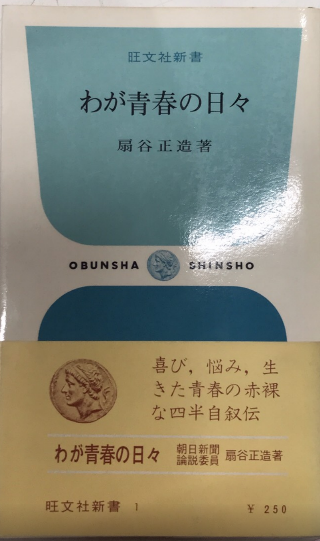 旺文社新書
わが青春の日々
扇谷正造著
OBUNSHA SHINSHO
喜び，悩み，生
きた青春の赤裸
な四半自叙伝
わが青春の日々 朝日新聞論説委員 扇谷正造著
旺文社新書 1 ¥ 250